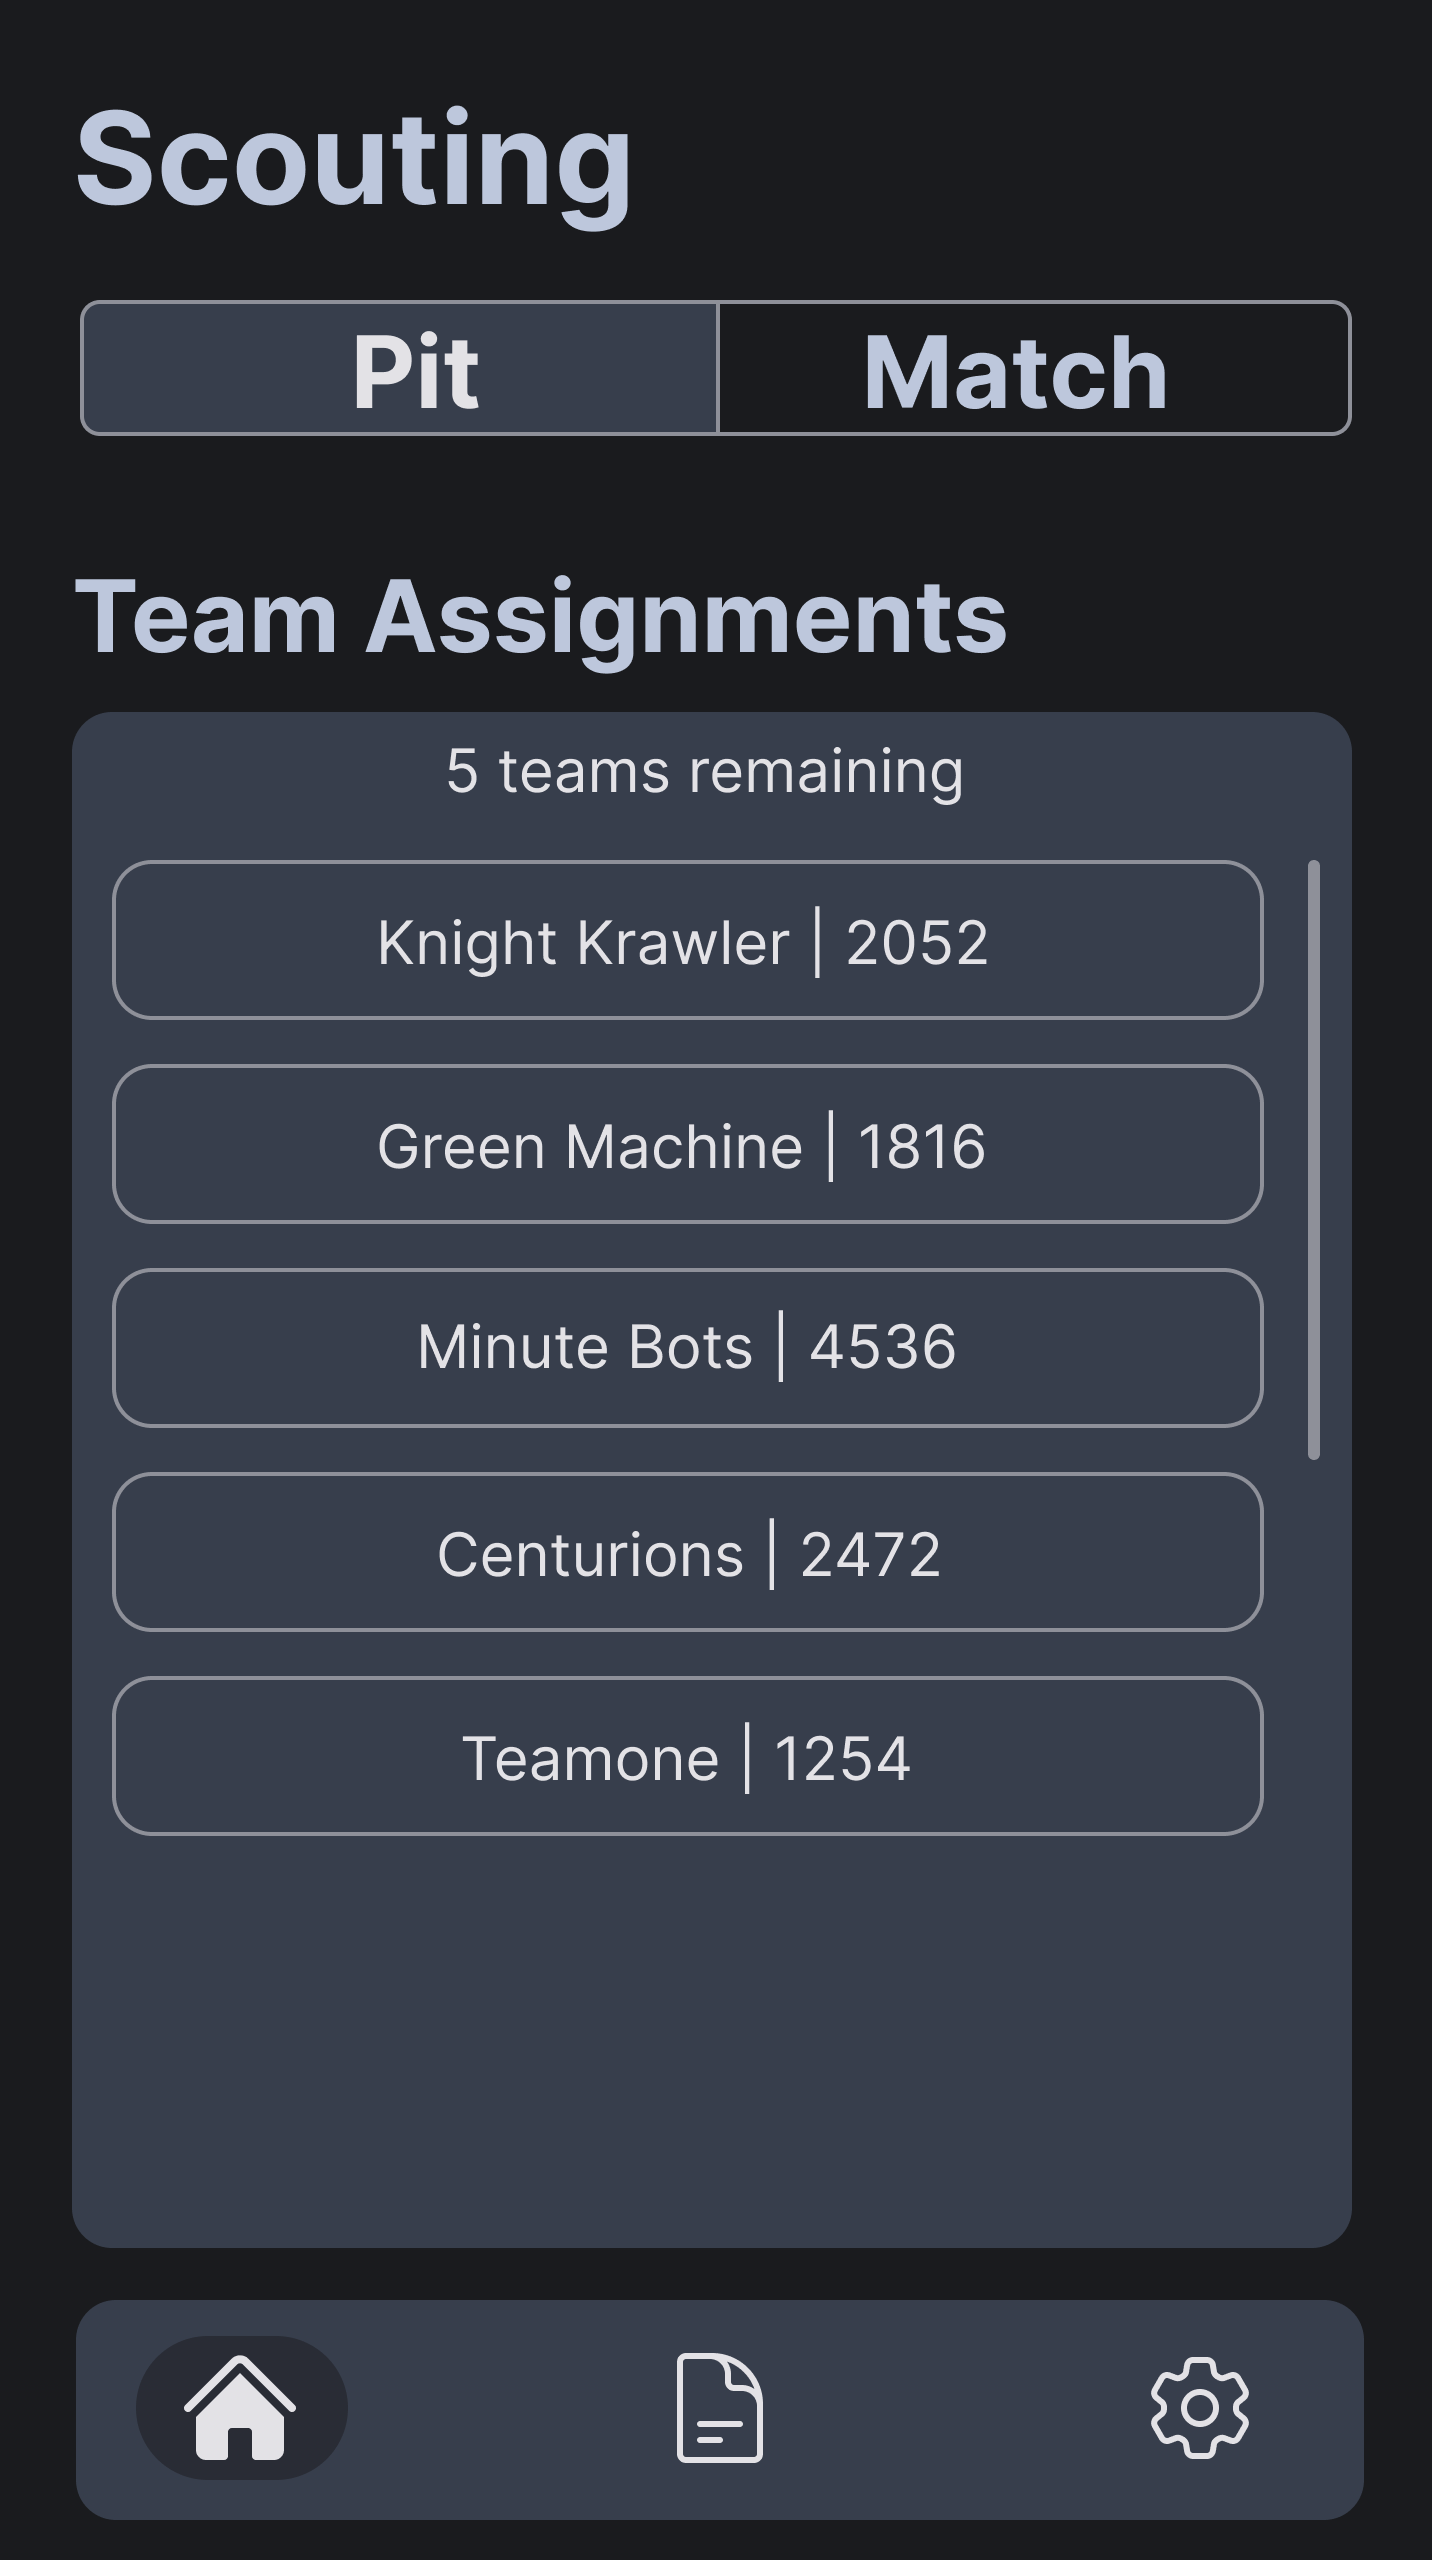 Scouting
Pit
Match
Team Assignments
5 teams remaining
Knight Krawler | 2052
Green Machine | 1816
Minute Bots | 4536
Centurions | 2472
Teamone | 1254